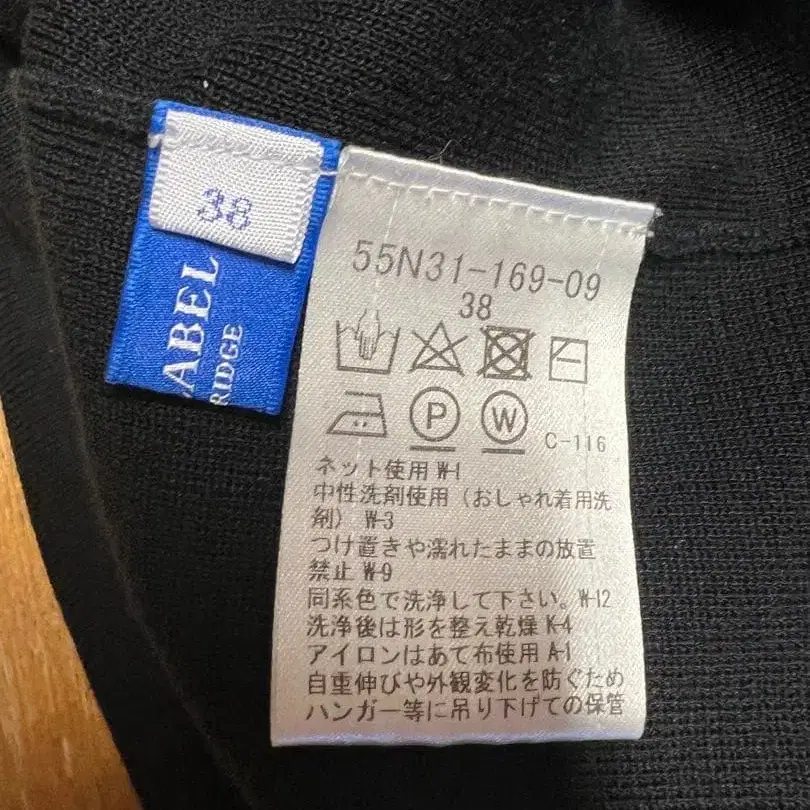 38
LABEL
RIDGE
55N31-169-09
38
P W C-116
ネット使用 W-1
中性洗剤使用（おしゃれ着用洗
剤） W-3
つけ置きや濡れたままの放置
禁止 W-9
同系色で洗浄して下さい。W-12
洗浄後は形を整え乾燥 K-4
アイロンはあて布使用 A-1
自重伸びや外観変化を防ぐため
ハンガー等に吊り下げての保管